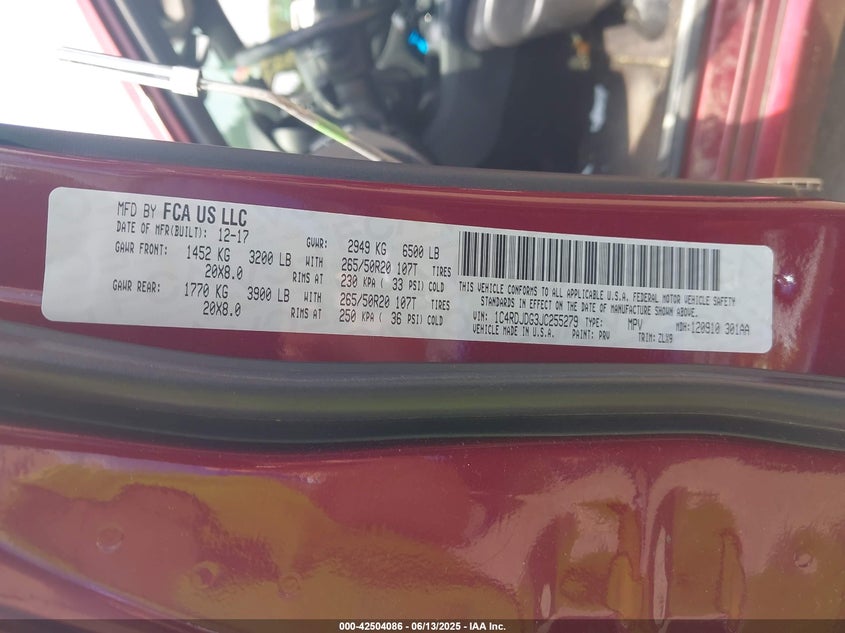 MFD BY FCA US LLC
DATE OF MFR(BUILT): 12-17 GVWR: 2949 KG 6500 LB
GAWR FRONT: 1452 KG 3200 LB WITH 265/50R20 107T TIRES
20X8.0 RIMS AT 230 KPA ( 33 PSI) COLD
GAWR REAR: 1770 KG 3900 LB WITH 265/50R20 107T TIRES
20X8.0 RIMS AT 250 KPA ( 36 PSI) COLD
THIS VEHICLE CONFORMS TO ALL APPLICABLE U.S.A. FEDERAL MOTOR VEHICLE SAFETY
STANDARDS IN EFFECT ON THE DATE OF MANUFACTURE SHOWN ABOVE.
VIN: 1C4RDJDG3JC255279 TYPE: MPV MDH:120910 301AA
VEHICLE MADE IN U.S.A. PAINT: PRV TRIM:ZLX9
000-42504086 - 06/13/2025 - IAA Inc.